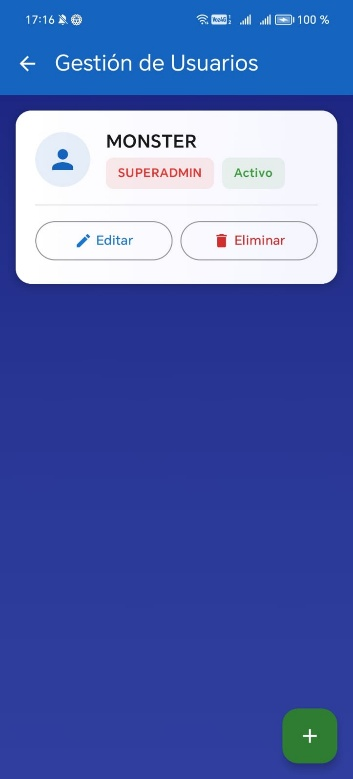 17:16 100 %
Gestión de Usuarios
MONSTER
SUPERADMIN Activo
Editar Eliminar
+